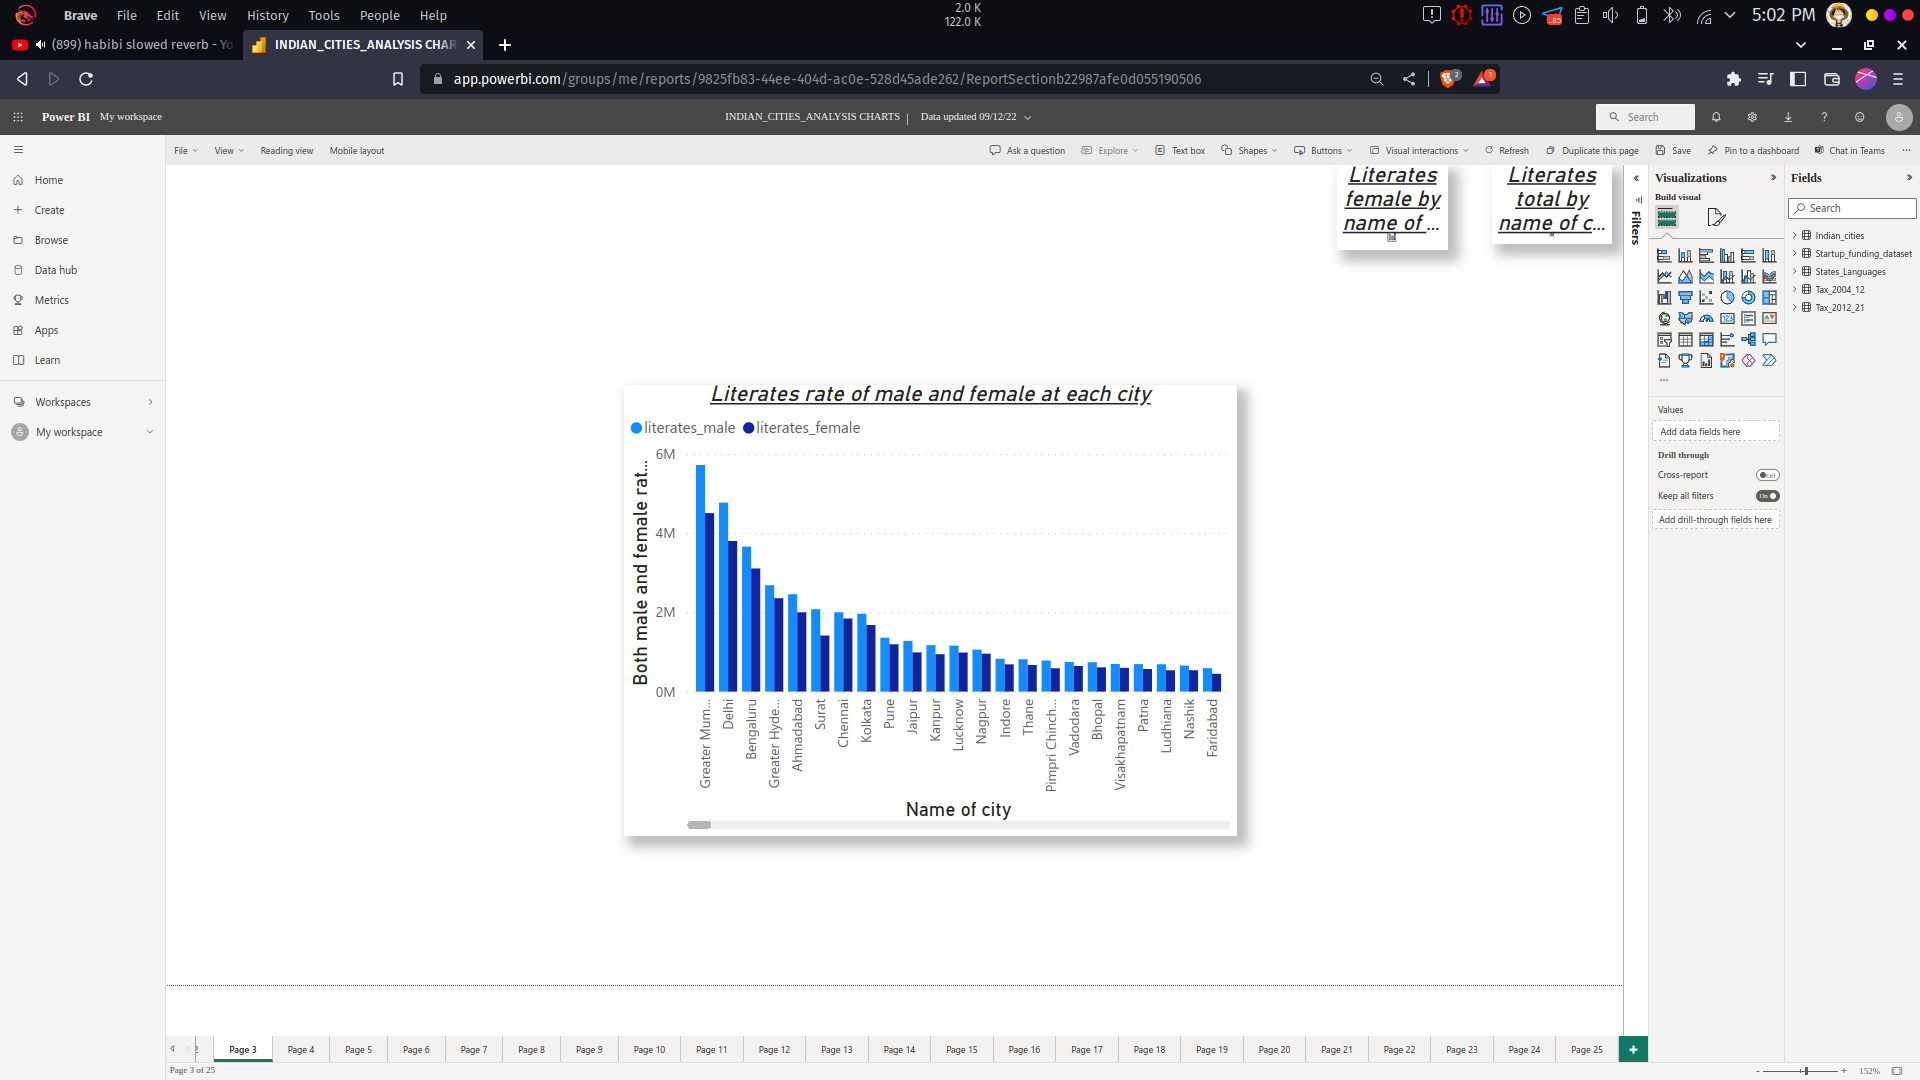 Brave File Edit View History Tools People Help
2.0 K
122.0 K
85
5:02 PM
(899) habibi slowed reverb - Yo
INDIAN_CITIES_ANALYSIS CHAR
app.powerbi.com/groups/me/reports/9825fb83-44ee-404d-ac0e-528d45ade262/ReportSectionb22987afe0d055190506
2
1
Power BI My workspace
INDIAN_CITIES_ANALYSIS CHARTS | Data updated 09/12/22
Search
File View Reading view Mobile layout
Ask a question Explore Text box Shapes Buttons Visual interactions Refresh Duplicate this page Save Pin to a dashboard Chat in Teams
Home
Create
Browse
Data hub
Metrics
Apps
Learn
Workspaces
My workspace
Literates
female by
name of ...
Literates
total by
name of c...
Literates rate of male and female at each city
literates_male literates_female
Both male and female rat...
6M
4M
2M
0M
Greater Mum...
Delhi
Bengaluru
Greater Hyde...
Ahmadabad
Surat
Chennai
Kolkata
Pune
Jaipur
Kanpur
Lucknow
Nagpur
Indore
Thane
Pimpri Chinch...
Vadodara
Bhopal
Visakhapatnam
Patna
Ludhiana
Nashik
Faridabad
Name of city
Filters
Visualizations
Build visual
123
...
Values
Add data fields here
Drill through
Cross-report
Off
Keep all filters
On
Add drill-through fields here
Fields
Search
Indian_cities
Startup_funding_dataset
States_Languages
Tax_2004_12
Tax_2012_21
Page 3 Page 4 Page 5 Page 6 Page 7 Page 8 Page 9 Page 10 Page 11 Page 12 Page 13 Page 14 Page 15 Page 16 Page 17 Page 18 Page 19 Page 20 Page 21 Page 22 Page 23 Page 24 Page 25
Page 3 of 25
- + 152%